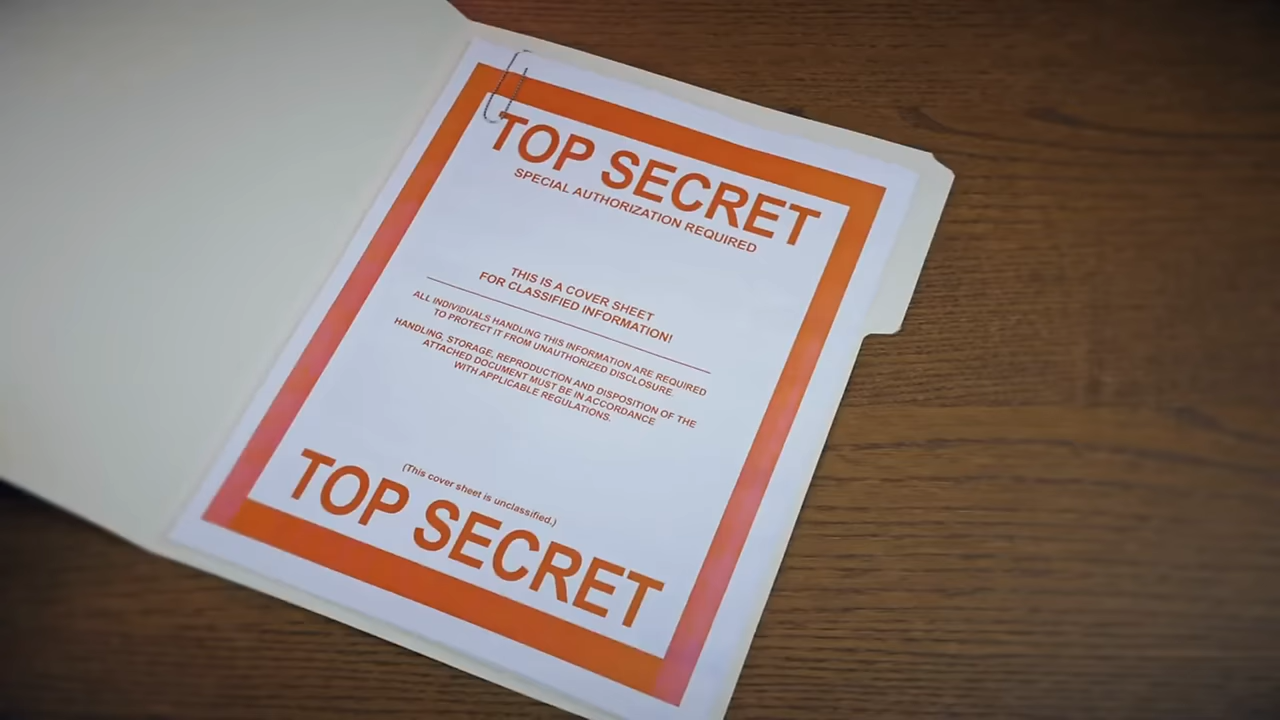 TOP SECRET
SPECIAL AUTHORIZATION REQUIRED
THIS IS A COVER SHEET
FOR CLASSIFIED INFORMATION!
ALL INDIVIDUALS HANDLING THIS INFORMATION ARE REQUIRED
TO PROTECT IT FROM UNAUTHORIZED DISCLOSURE.
HANDLING, STORAGE, REPRODUCTION AND DISPOSITION OF THE
ATTACHED DOCUMENT MUST BE IN ACCORDANCE
WITH APPLICABLE REGULATIONS.
(This cover sheet is unclassified.)
TOP SECRET